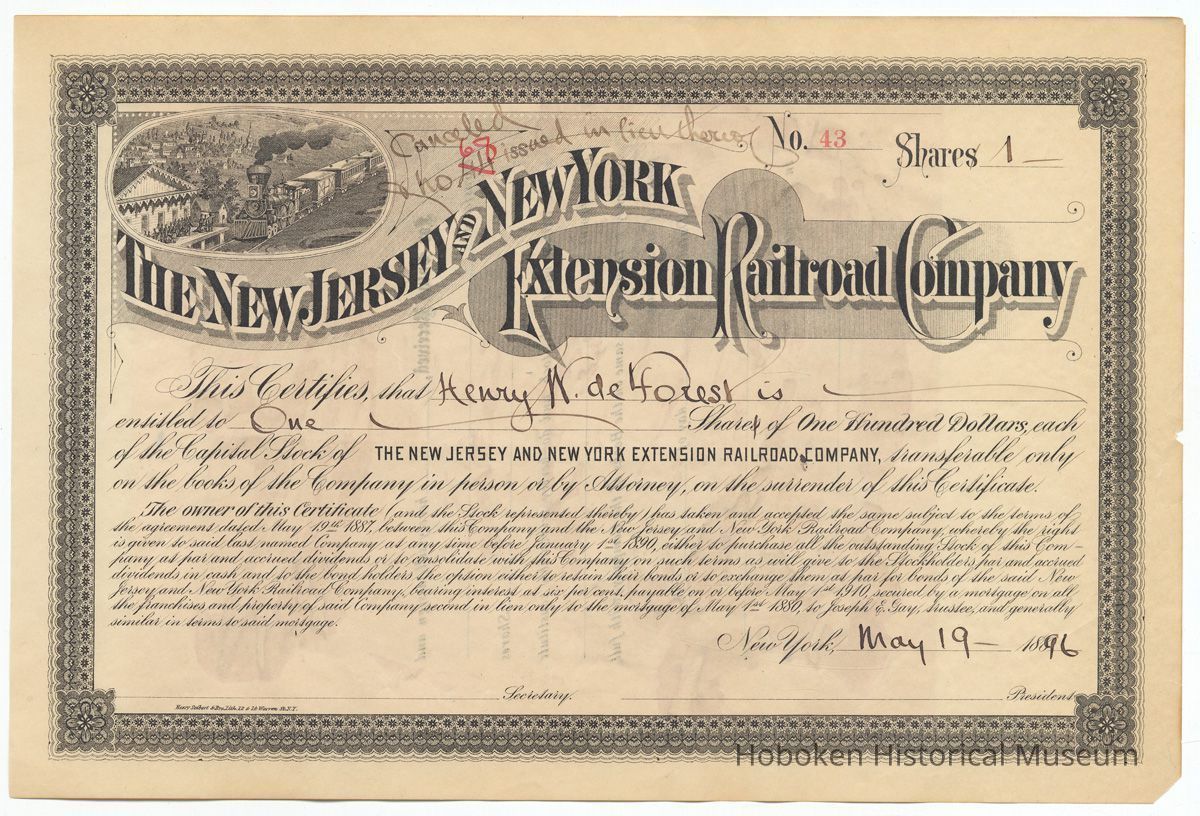 Canceled
& no. 68 issued in lieu thereof
No. 43 Shares 1
THE NEW JERSEY AND NEW YORK
Extension Railroad Company
This Certifies, that Henry W. de Forest is
entitled to One Shares of One Hundred Dollars, each
of the Capital Stock of THE NEW JERSEY AND NEW YORK EXTENSION RAILROAD COMPANY, transferable only
on the books of the Company in person or by Attorney, on the surrender of this Certificate.
The owner of this Certificate (and the Stock represented thereby) has taken and accepted the same subject to the terms of
the agreement dated May 19th 1887, between this Company and the New Jersey and New York Railroad Company, whereby the right
is given to said last named Company at any time before January 1st 1890, either to purchase all the outstanding Stock of this Com-
pany at par and accrued dividends or to consolidate with this Company on such terms as will give to the Stockholders par and accrued
dividends in cash and to the bond holders the option either to retain their bonds or to exchange them at par for bonds of the said New
Jersey and New York Railroad Company, bearing interest at six per cent. payable on or before May 1st 1910, secured by a mortgage on all
the franchises and property of said Company second in lien only to the mortgage of May 1st 1880, to Joseph E. Gay, trustee, and generally
similar in terms to said mortgage.
New York, May 19 - 1896
Secretary. President
Henry Seibert & Bro. Lith. 12 & 16 Warren St. N.Y.
Hoboken Historical Museum